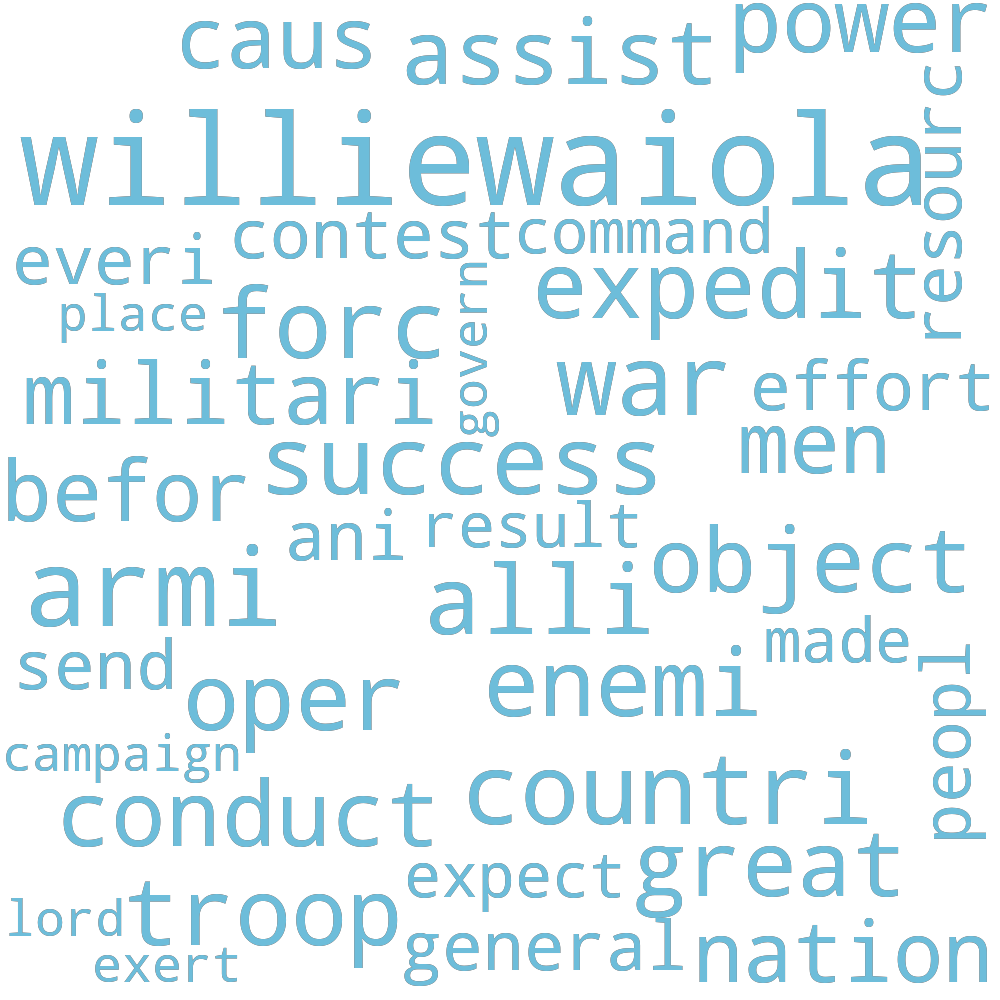 caus assist power
williewaiola resourc
everi contest command
place forc govern expedit
militari war effort
befor success men
ani result
armi alli object
send oper enemi made peopl
campaign
conduct countri
lord troop expect great
exert general nation